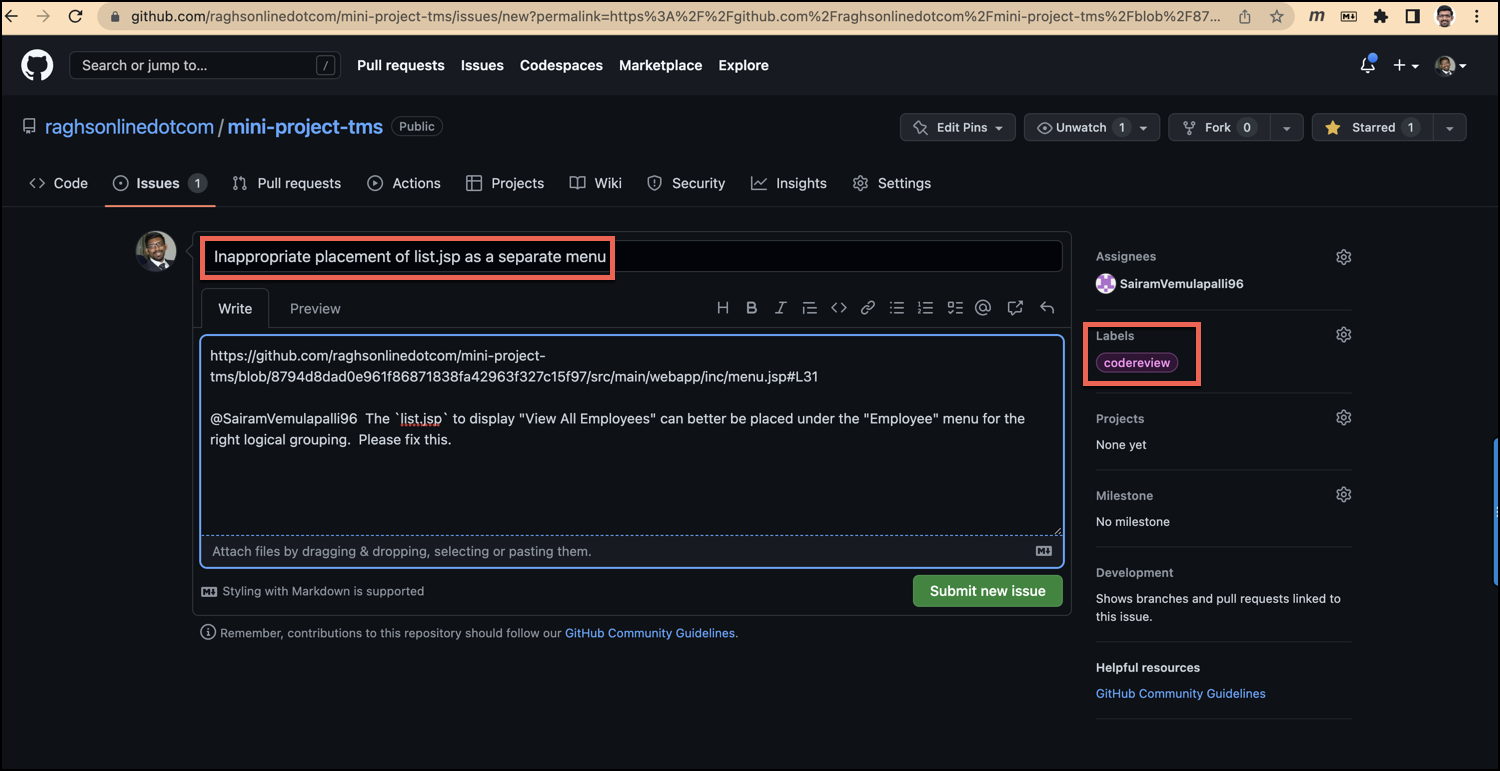 github.com/raghsonlinedotcom/mini-project-tms/issues/new?permalink=https%3A%2F%2Fgithub.com%2Fraghsonlinedotcom%2Fmini-project-tms%2Fblob%2F87...
Search or jump to... /
Pull requests Issues Codespaces Marketplace Explore
raghsonlinedotcom / mini-project-tms Public
Edit Pins Unwatch 1 Fork 0 Starred 1
Code Issues 1 Pull requests Actions Projects Wiki Security Insights Settings
Inappropriate placement of list.jsp as a separate menu
Write Preview
https://github.com/raghsonlinedotcom/mini-project-
tms/blob/8794d8dad0e961f86871838fa42963f327c15f97/src/main/webapp/inc/menu.jsp#L31
@SairamVemulapalli96  The `list.jsp` to display "View All Employees" can better be placed under the "Employee" menu for the
right logical grouping.  Please fix this.
Attach files by dragging & dropping, selecting or pasting them.
Styling with Markdown is supported
Submit new issue
Remember, contributions to this repository should follow our GitHub Community Guidelines.
Assignees
SairamVemulapalli96
Labels
codereview
Projects
None yet
Milestone
No milestone
Development
Shows branches and pull requests linked to
this issue.
Helpful resources
GitHub Community Guidelines